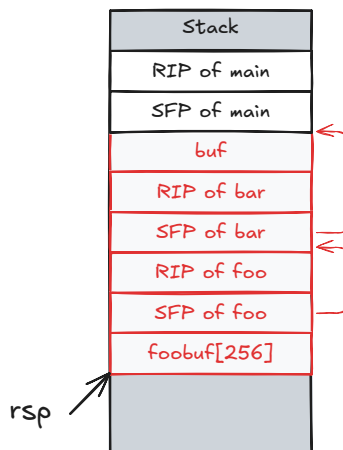 Stack
RIP of main
SFP of main
buf
RIP of bar
SFP of bar
RIP of foo
SFP of foo
foobuf[256]
rsp